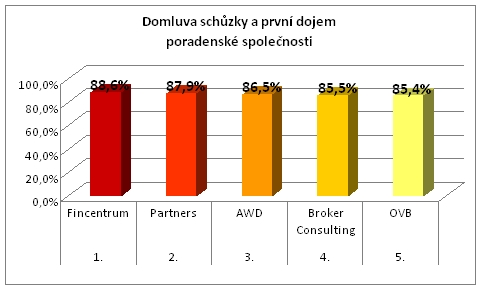 Domluva schůzky a první dojem
poradenské společnosti
88,6% 87,9% 86,5% 85,5% 85,4%
100,0%
80,0%
60,0%
40,0%
20,0%
0,0%
Fincentrum Partners AWD Broker Consulting OVB
1. 2. 3. 4. 5.